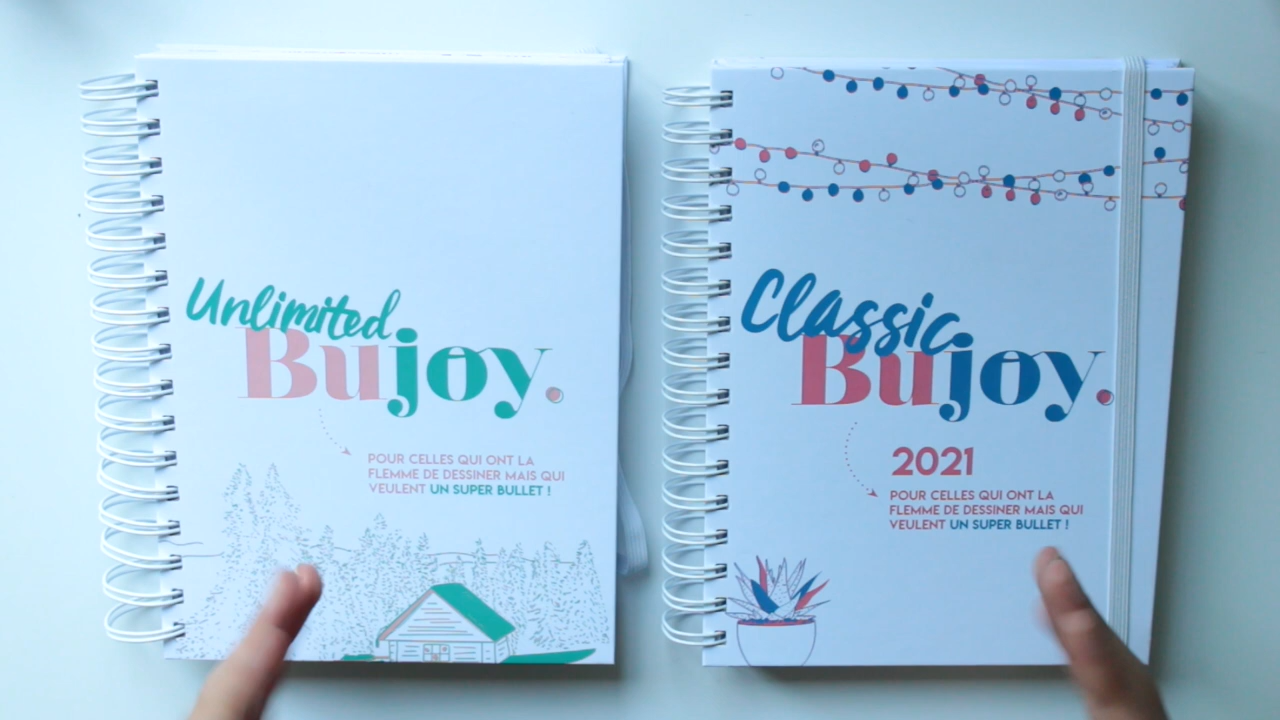 Unlimited
Bujoy.
POUR CELLES QUI ONT LA
FLEMME DE DESSINER MAIS QUI
VEULENT UN SUPER BULLET !
Classic
Bujoy.
2021
POUR CELLES QUI ONT LA
FLEMME DE DESSINER MAIS QUI
VEULENT UN SUPER BULLET !